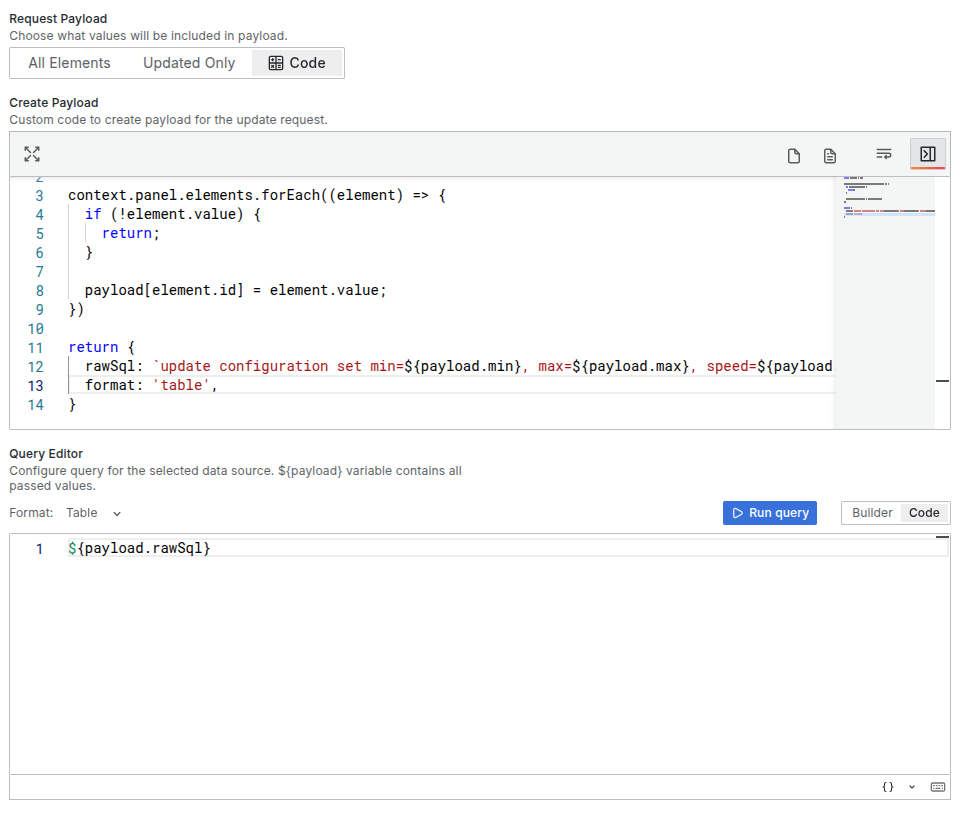 Request Payload
Choose what values will be included in payload.
All Elements Updated Only Code
Create Payload
Custom code to create payload for the update request.
2
3 context.panel.elements.forEach((element) => {
4 if (!element.value) {
5 return;
6 }
7
8 payload[element.id] = element.value;
9 })
10
11 return {
12 rawSql: `update configuration set min=${payload.min}, max=${payload.max}, speed=${payload
13 format: 'table',
14 }
Query Editor
Configure query for the selected data source. ${payload} variable contains all
passed values.
Format: Table Run query Builder Code
1 ${payload.rawSql}
{}